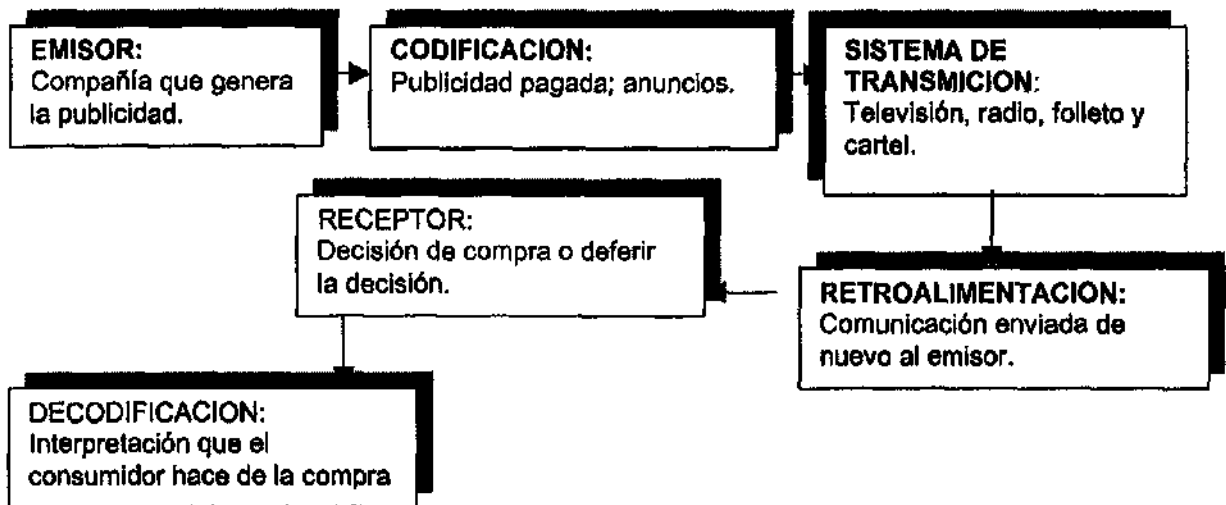 EMISOR:
Compañía que genera
la publicidad.
CODIFICACION:
Publicidad pagada; anuncios.
SISTEMA DE
TRANSMICION:
Televisión, radio, folleto y
cartel.
RECEPTOR:
Decisión de compra o deferir
la decisión.
RETROALIMENTACION:
Comunicación enviada de
nuevo al emisor.
DECODIFICACION:
Interpretación que el
consumidor hace de la compra